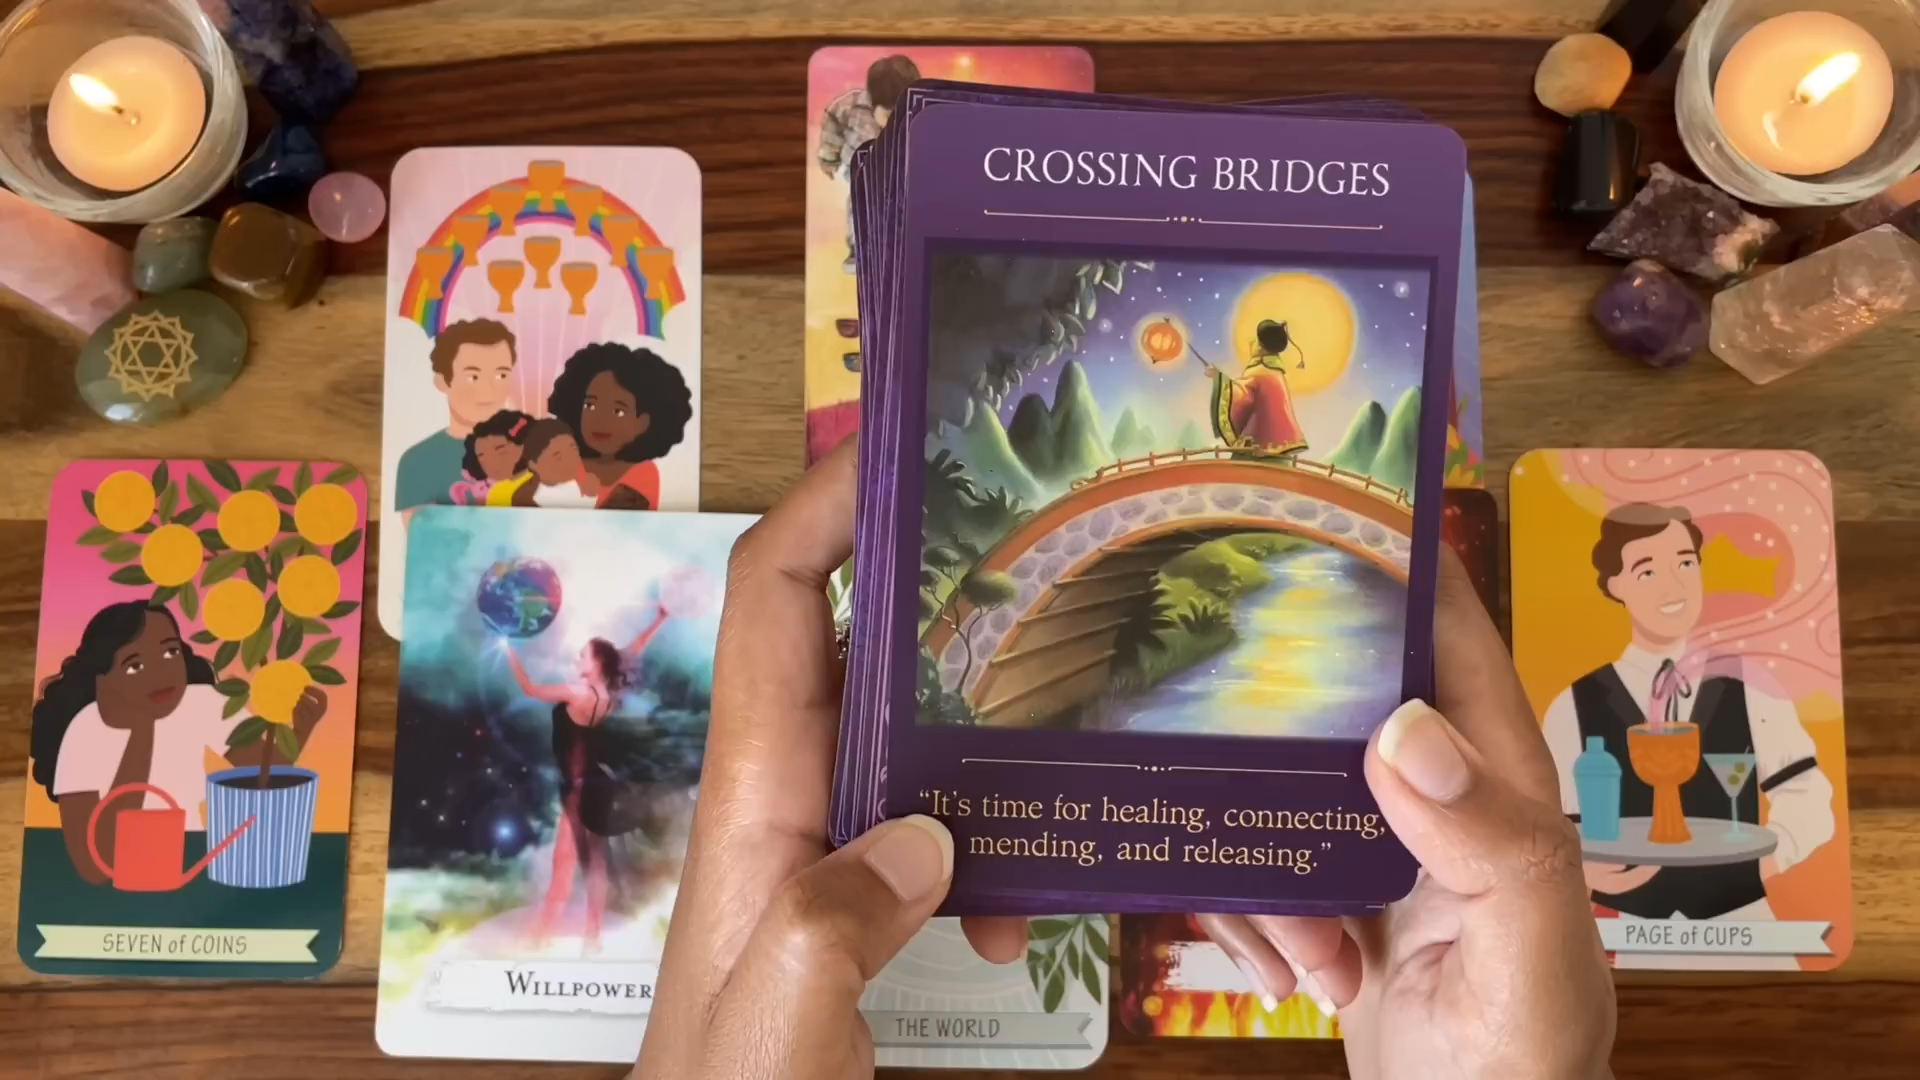 CROSSING BRIDGES
"It's time for healing, connecting,
mending, and releasing."
SEVEN of COINS
WILLPOWER
THE WORLD
PAGE of CUPS